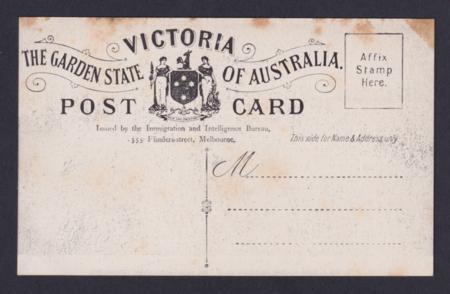 VICTORIA
THE GARDEN STATE OF AUSTRALIA.
POST CARD
Affix
Stamp
Here.
Issued by the Immigration and Intelligence Bureau,
555 Flinders-street, Melbourne.
This side for Name & Address only
M